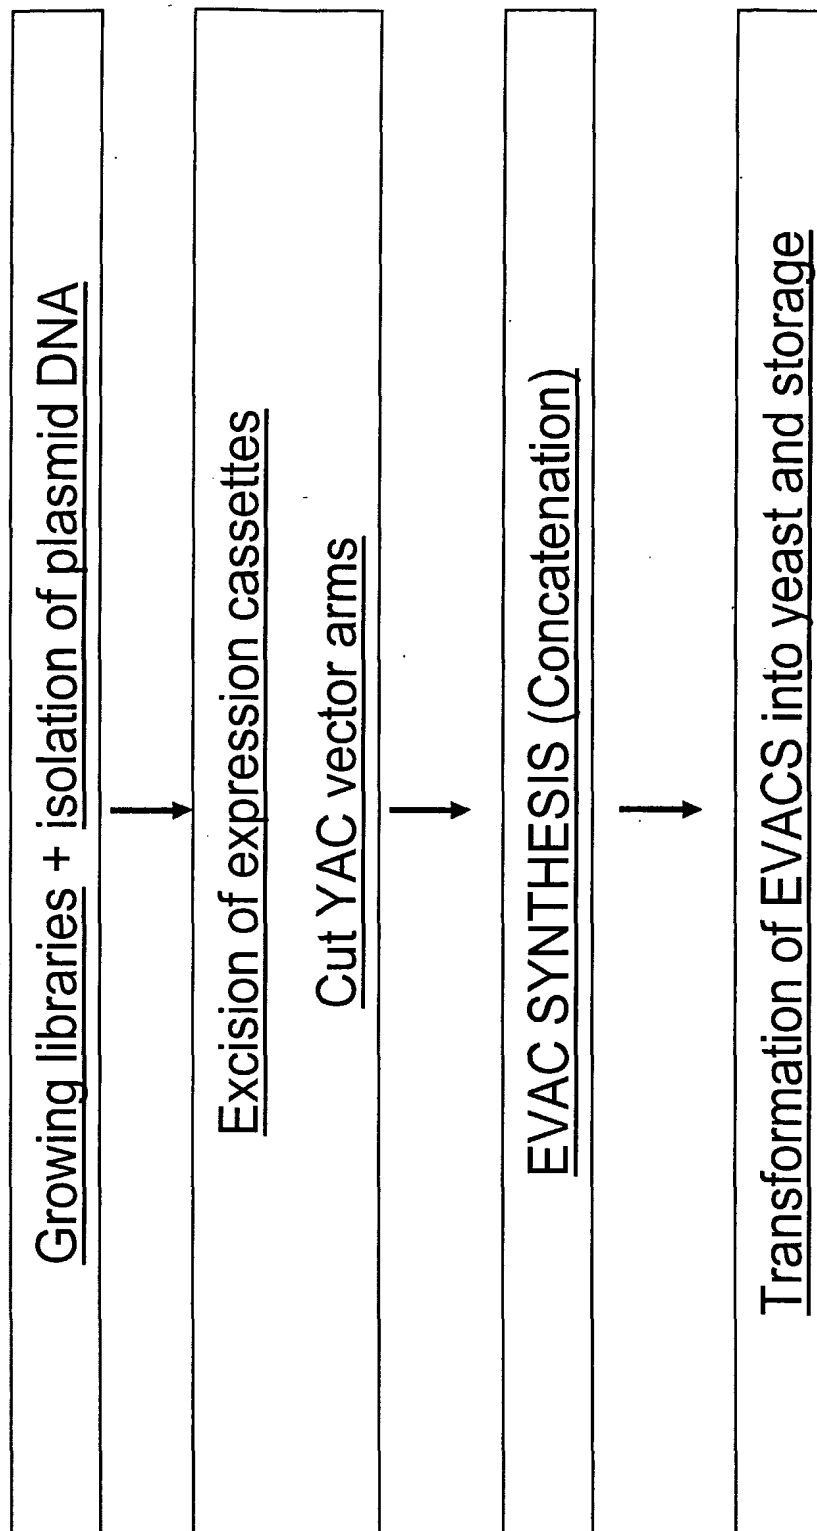 Growing libraries + isolation of plasmid DNA
Excision of expression cassettes
Cut YAC vector arms
EVAC SYNTHESIS (Concatenation)
Transformation of EVACS into yeast and storage